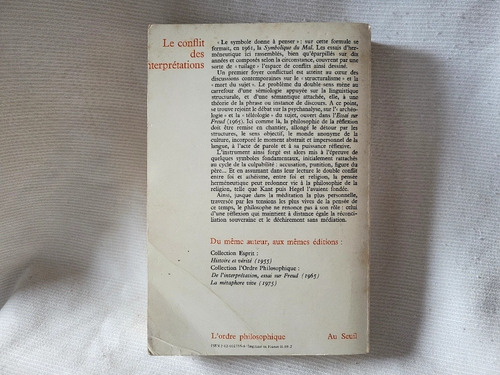 Le conflit
des
interprétations
« Le symbole donne à penser » : sur cette formule se
fermait, en 1961, la Symbolique du Mal. Les essais d'her-
méneutique ici rassemblés, bien qu'éparpillés sur dix
années et composés selon la circonstance, couvrent par une
sorte de « tuilage » l'espace de conflits ainsi dessiné.
Un premier foyer conflictuel est atteint au cœur des
discussions contemporaines sur le « structuralisme » et la
« mort du sujet ». Le problème du double-sens mène au
carrefour d'une sémiologie appuyée sur la linguistique
structurale, et d'une sémantique attachée, elle, à une
théorie de la phrase ou instance de discours. A ce point,
se trouve rejoint le débat sur la psychanalyse, sur l'« archéo-
logie » et la « téléologie » du sujet, ouvert dans l'Essai sur
Freud (1965). Ici comme là, la philosophie de la réflexion
doit être remise en chantier, allongé le détour par les
structures, le sens objectif, le monde anonyme de la
culture, incorporé le moment abstrait et impersonnel de la
langue, à l'acte de parole et à sa puissance réflexive.
L'instrument ainsi forgé est alors mis à l'épreuve de
quelques symboles fondamentaux, initialement rattachés
au cycle de la culpabilité : accusation, punition, figure du
père... Et en assumant dans leur lecture le double conflit
entre foi et athéisme, entre foi et religion, la pensée
herméneutique peut redonner vie à la philosophie de la
religion, telle que Kant puis Hegel l'avaient fondée.
Ainsi, jusque dans la méditation la plus personnelle,
traversée par les tensions les plus vives de la pensée de
ce temps, le philosophe ne renonce pas à son rôle : celui
d'une réflexion qui maintient à distance égale la réconci-
liation souveraine et le déchirement sans médiation.
Du même auteur, aux mêmes éditions :
Collection Esprit :
Histoire et vérité (1955)
Collection l'Ordre Philosophique :
De l'interprétation, essai sur Freud (1965)
La métaphore vive (1975)
L'ordre philosophique
Au Seuil